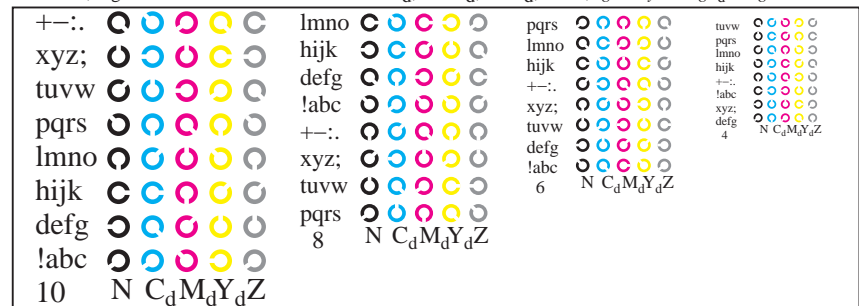 +−:.
xyz;
tuvw
pqrs
lmno
hijk
defg
!abc
10 N CdMdYdZ
lmno
hijk
defg
!abc
+−:.
xyz;
tuvw
pqrs
8 N CdMdYdZ
pqrs
lmno
hijk
+−:.
xyz;
tuvw
defg
!abc
6 N CdMdYdZ
tuvw
pqrs
lmno
hijk
+−:.
!abc
xyz;
defg
4 N CdMdYdZ